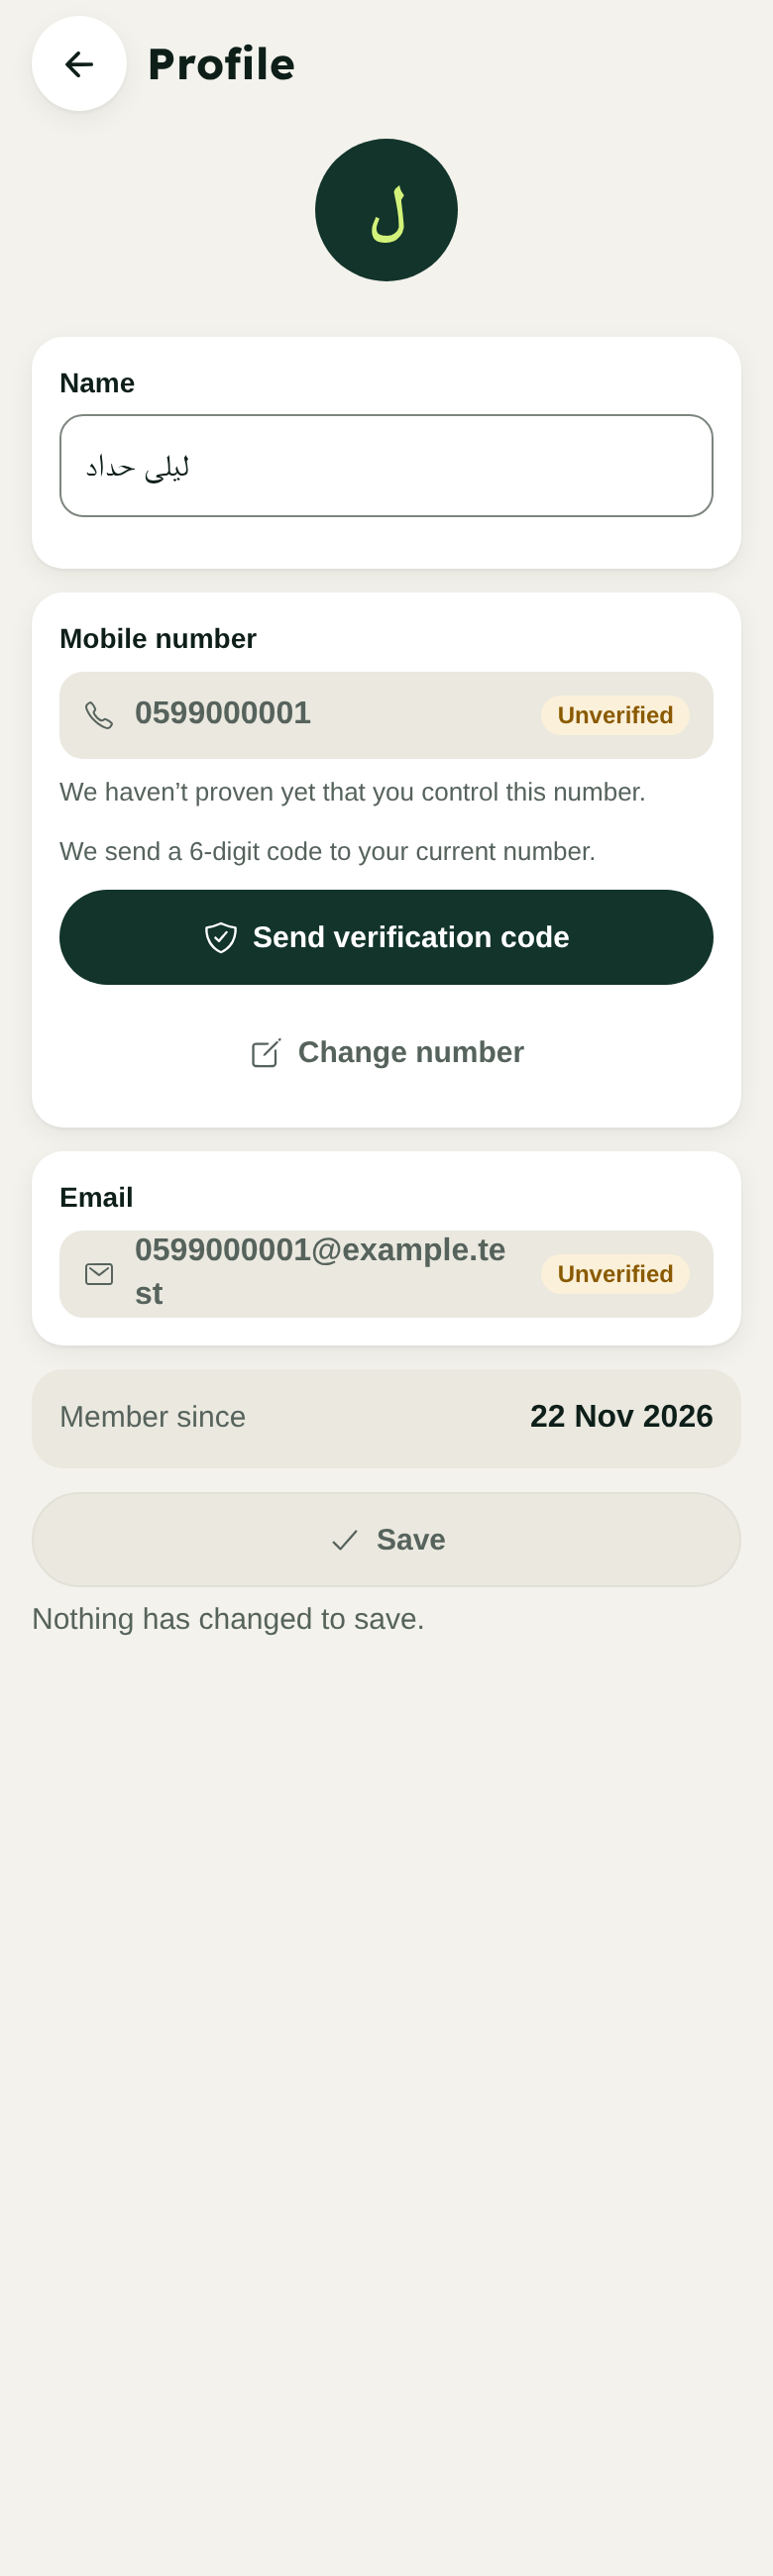 Profile
ل
Name
ليلى حداد
Mobile number
0599000001
Unverified
We haven’t proven yet that you control this number.
We send a 6-digit code to your current number.
Send verification code
Change number
Email
0599000001@example.te
st
Unverified
Member since
22 Nov 2026
Save
Nothing has changed to save.